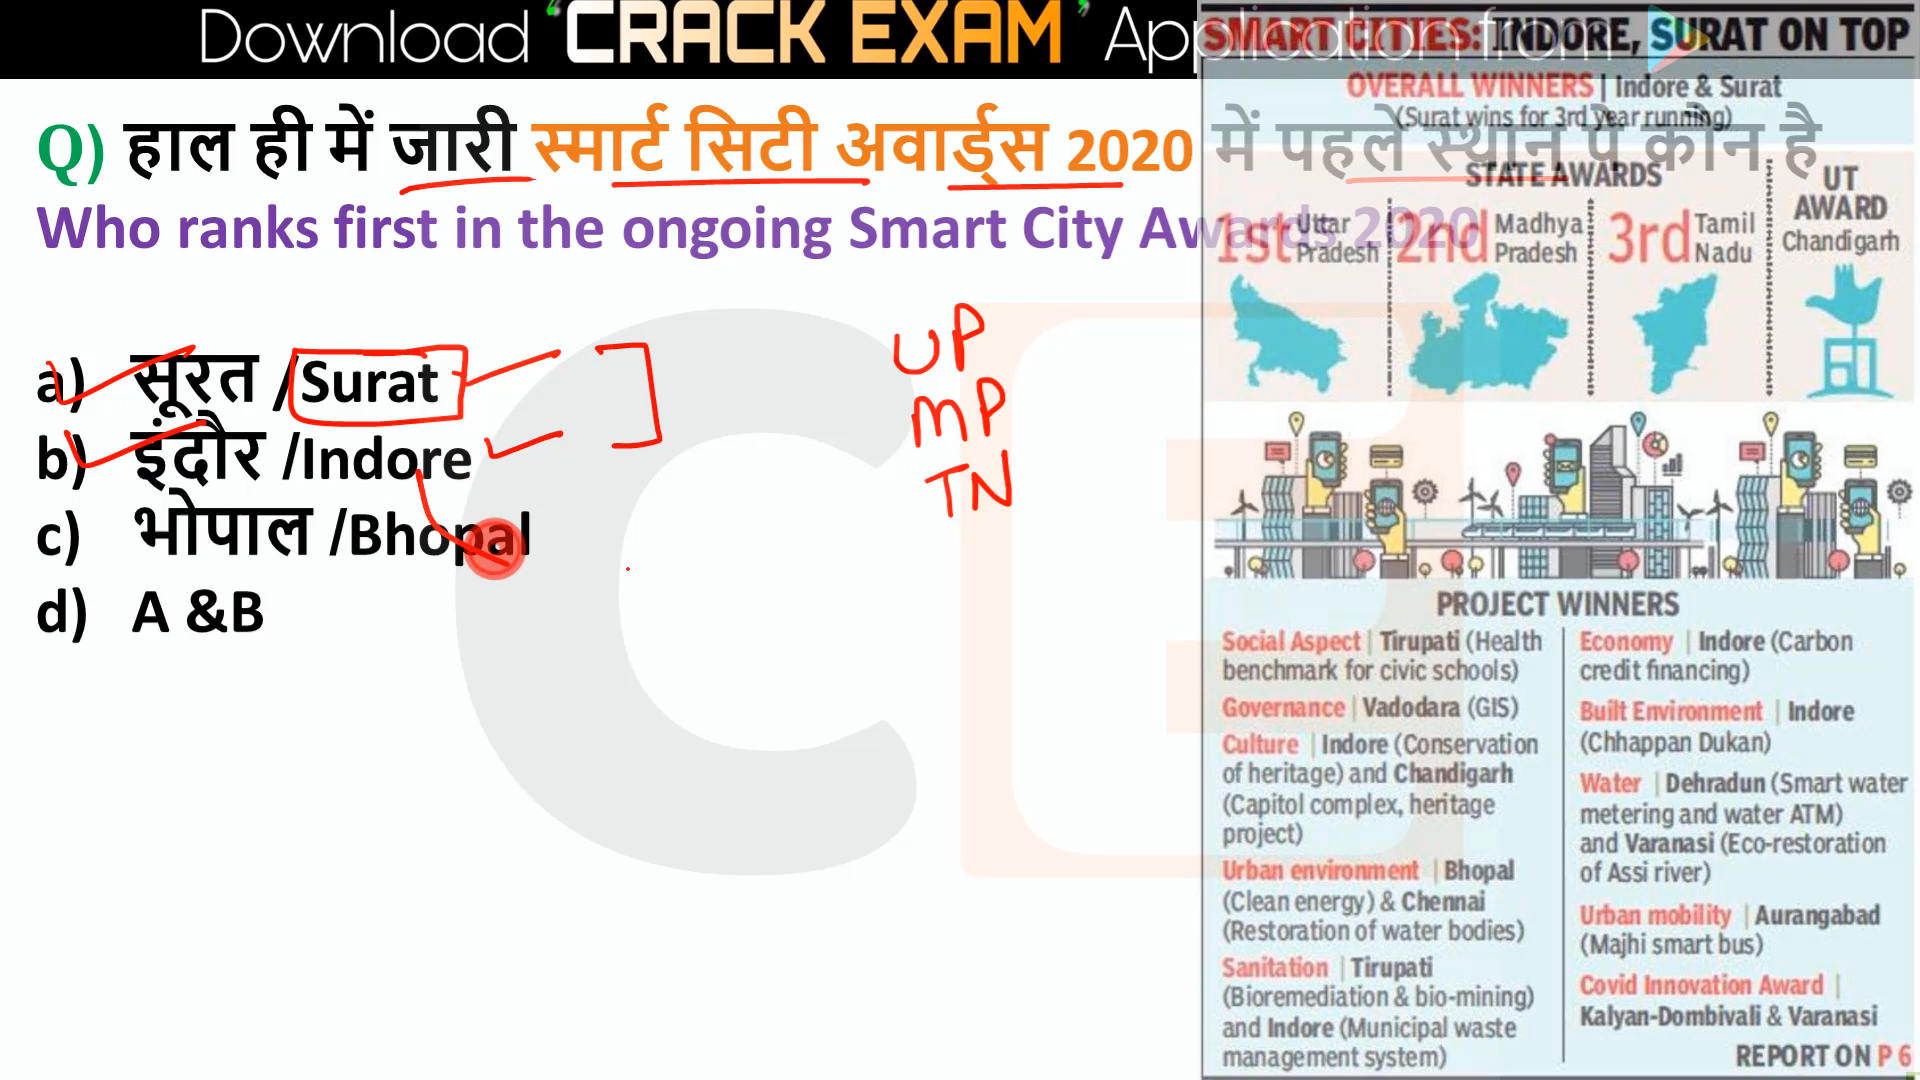 Download ‘CRACK EXAM’ Application from
Q) हाल ही में जारी स्मार्ट सिटी अवार्ड्स 2020 में पहले स्थान पे कौन है
Who ranks first in the ongoing Smart City Awards 2020
a) सूरत /Surat
b) इंदौर /Indore
c) भोपाल /Bhopal
d) A &B
UP
MP
TN
SMART CITIES: INDORE, SURAT ON TOP
OVERALL WINNERS | Indore & Surat
(Surat wins for 3rd year running)
STATE AWARDS
1st Uttar Pradesh
2nd Madhya Pradesh
3rd Tamil Nadu
UT
AWARD
Chandigarh
PROJECT WINNERS
Social Aspect | Tirupati (Health
benchmark for civic schools)
Governance | Vadodara (GIS)
Culture | Indore (Conservation
of heritage) and Chandigarh
(Capitol complex, heritage
project)
Urban environment | Bhopal
(Clean energy) & Chennai
(Restoration of water bodies)
Sanitation | Tirupati
(Bioremediation & bio-mining)
and Indore (Municipal waste
management system)
Economy | Indore (Carbon
credit financing)
Built Environment | Indore
(Chhappan Dukan)
Water | Dehradun (Smart water
metering and water ATM)
and Varanasi (Eco-restoration
of Assi river)
Urban mobility | Aurangabad
(Majhi smart bus)
Covid Innovation Award |
Kalyan-Dombivali & Varanasi
REPORT ON P 6